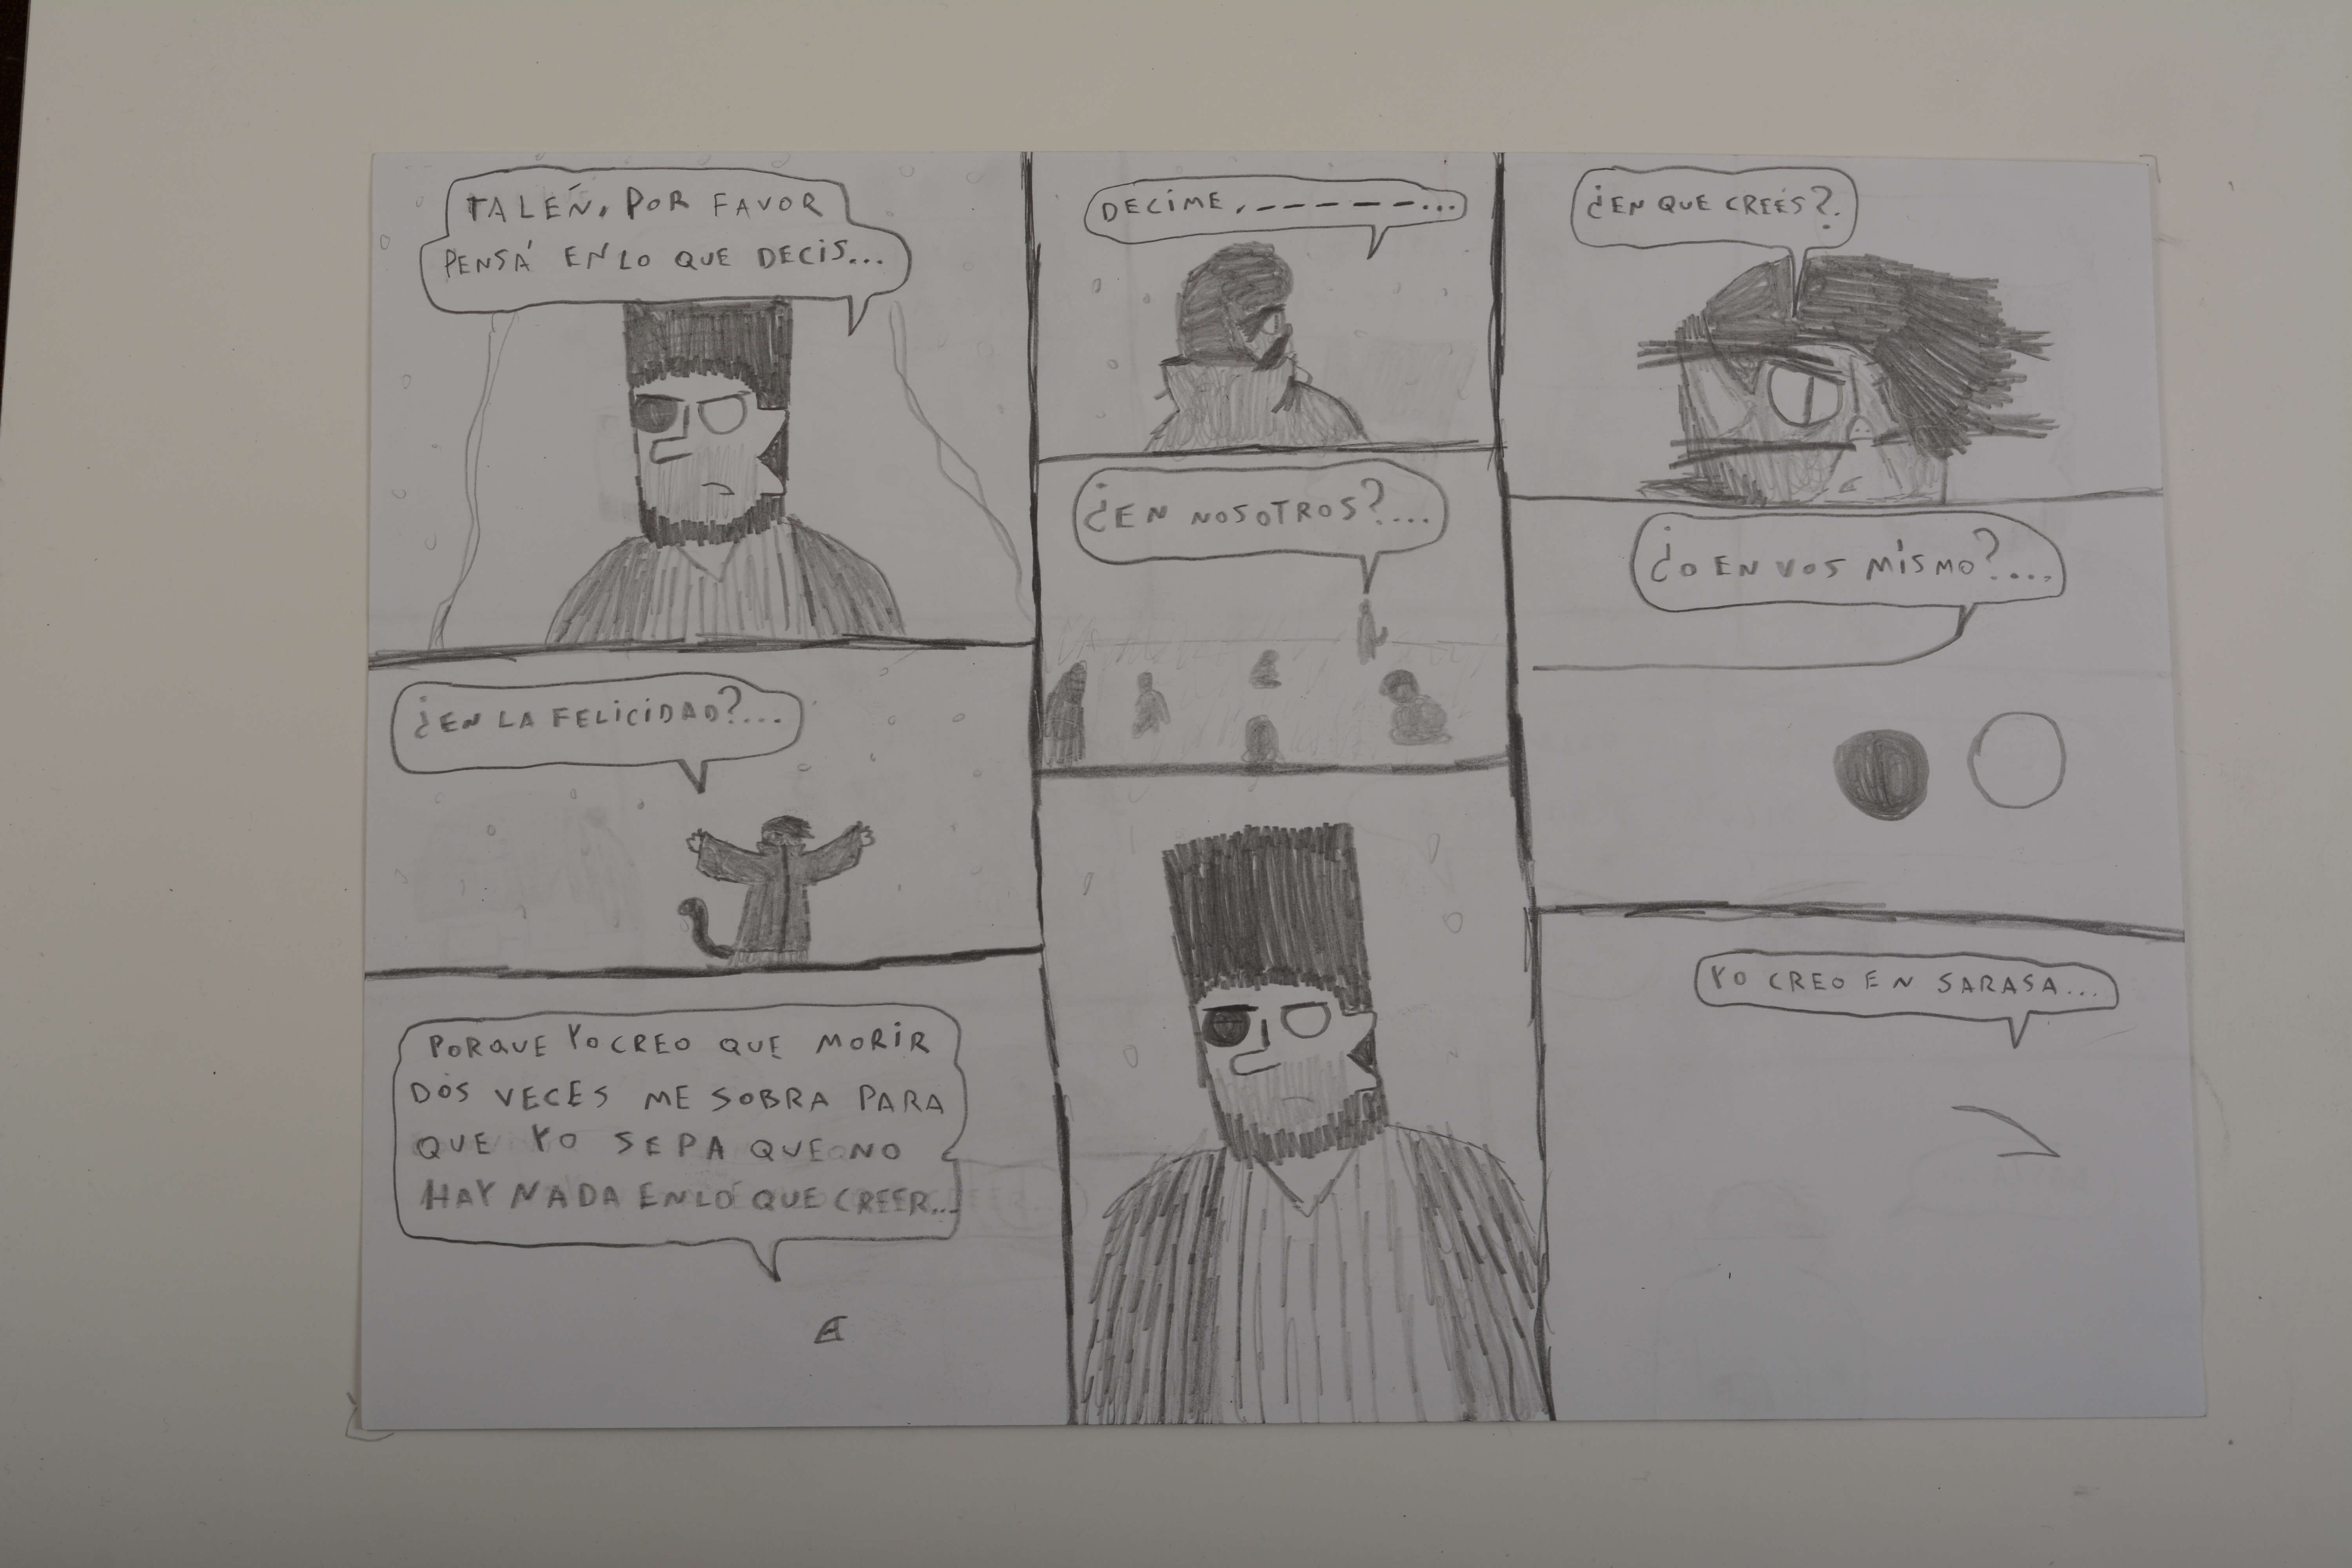 TALEÑ, POR FAVOR
PENSÁ EN LO QUE DECIS...
DECIME, ------...
¿EN QUE CREÉS?.
¿EN LA FELICIDAD?...
¿EN NOSOTROS?....
¿O EN VOS MISMO?....
PORQUE YO CREO QUE MORIR
DOS VECES ME SOBRA PARA
QUE YO SEPA QUE NO
HAY NADA EN LO QUE CREER...
YO CREO EN SARASA...